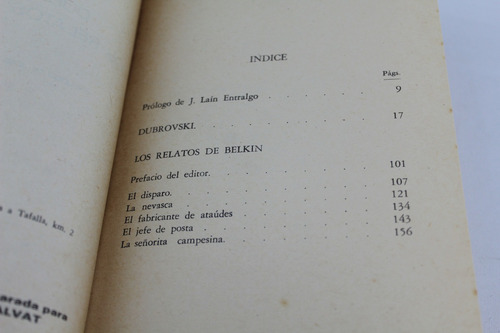 INDICE
Pága.
Prólogo de J. Laín Entralgo . . . . . . . 9
DUBROVSKI. . . . . . . . . 17
LOS RELATOS DE BELKIN
Prefacio del editor. . . . . . . . . 101
El disparo. . . . . . . . . . 107
La nevasca . . . . . . . . . 121
El fabricante de ataúdes . . . . . . . 134
El jefe de posta . . . . . . . . . 143
La señorita campesina. . . . . . . . 156
a Tafalla, km. 2
arada para
ALVAT